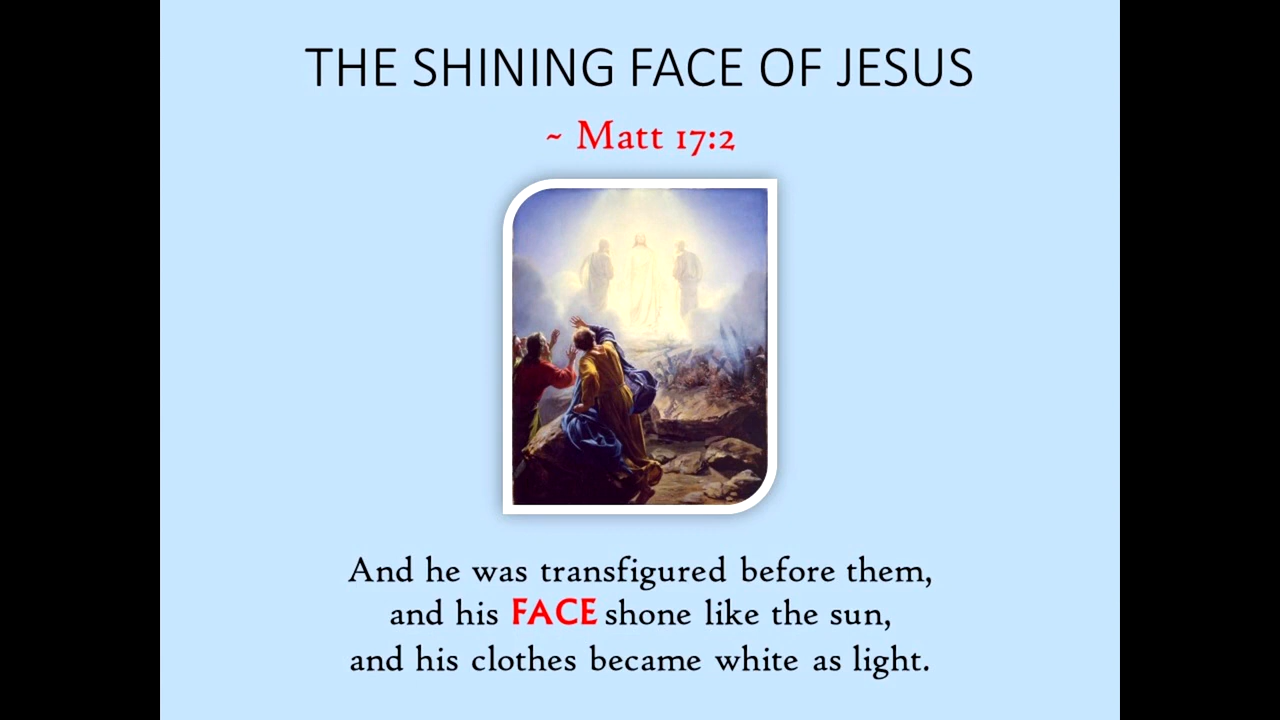 THE SHINING FACE OF JESUS
~ Matt 17:2
And he was transfigured before them,
and his FACE shone like the sun,
and his clothes became white as light.